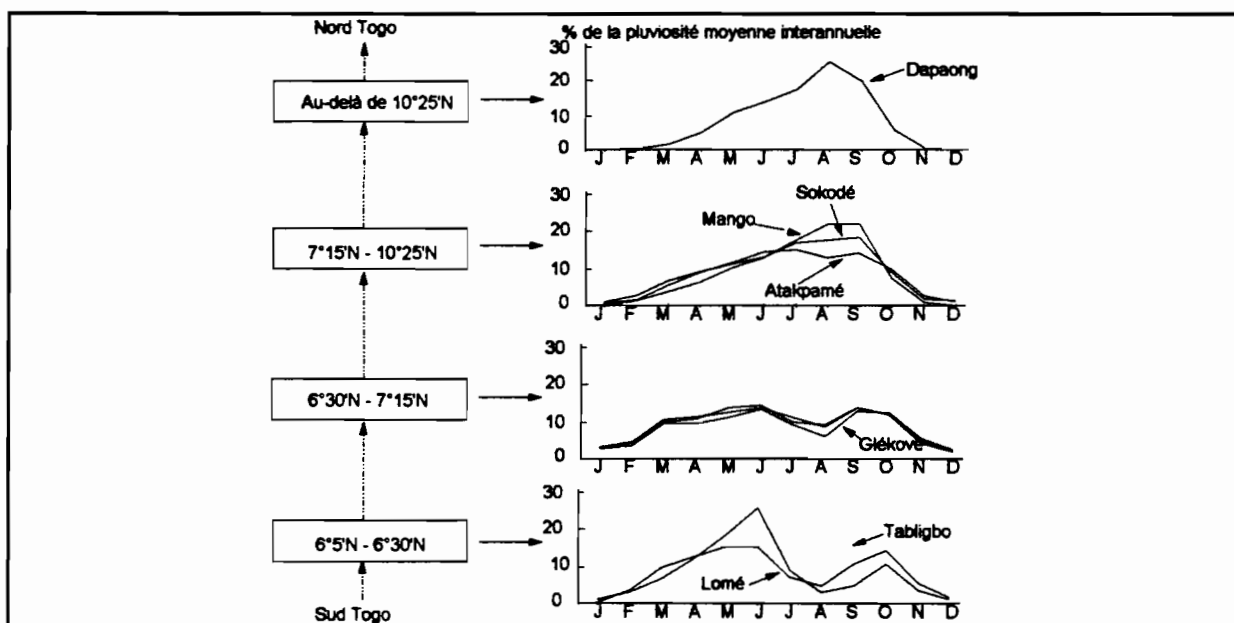 Nord Togo
% de la pluviosité moyenne interannuelle
Au-delà de 10°25'N
30
20
10
0
Dapaong
J F M A M J J A S O N D
7°15'N - 10°25'N
30
20
10
0
Mango
Sokodé
Atakpamé
J F M A M J J A S O N D
6°30'N - 7°15'N
30
20
10
0
Glékové
J F M A M J J A S O N D
6°5'N - 6°30'N
30
20
10
0
Tabligbo
Lomé
J F M A M J J A S O N D
Sud Togo